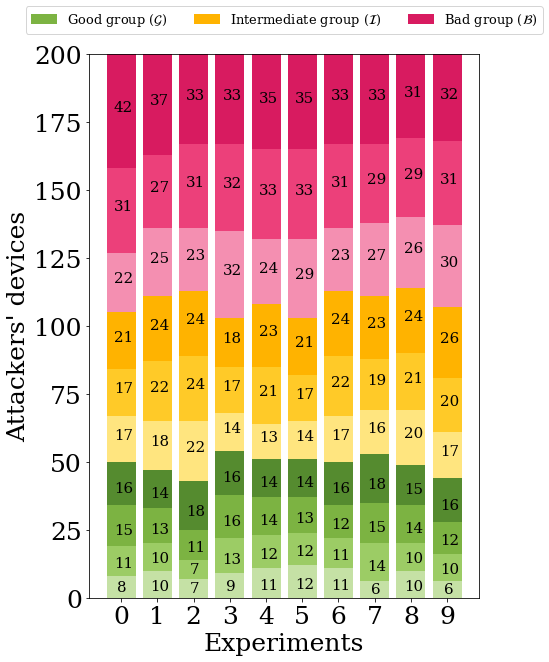 Good group (𝒢) Intermediate group (ℐ) Bad group (ℬ)
200
175
150
125
100
75
50
25
0
Attackers' devices
42 37 33 33 35 35 33 33 31 32
31 27 31 32 33 33 31 29 29 31
22 25 23 32 24 29 23 27 26 30
21 24 24 18 23 21 24 23 24 26
17 22 24 17 21 17 22 19 21 20
17 18 22 14 13 14 17 16 20 17
16 14 18 16 14 14 16 18 15 16
15 13 11 16 14 13 12 15 14 12
11 10 7 13 12 12 11 14 10 10
8 10 7 9 11 12 11 6 10 6
0 1 2 3 4 5 6 7 8 9
Experiments